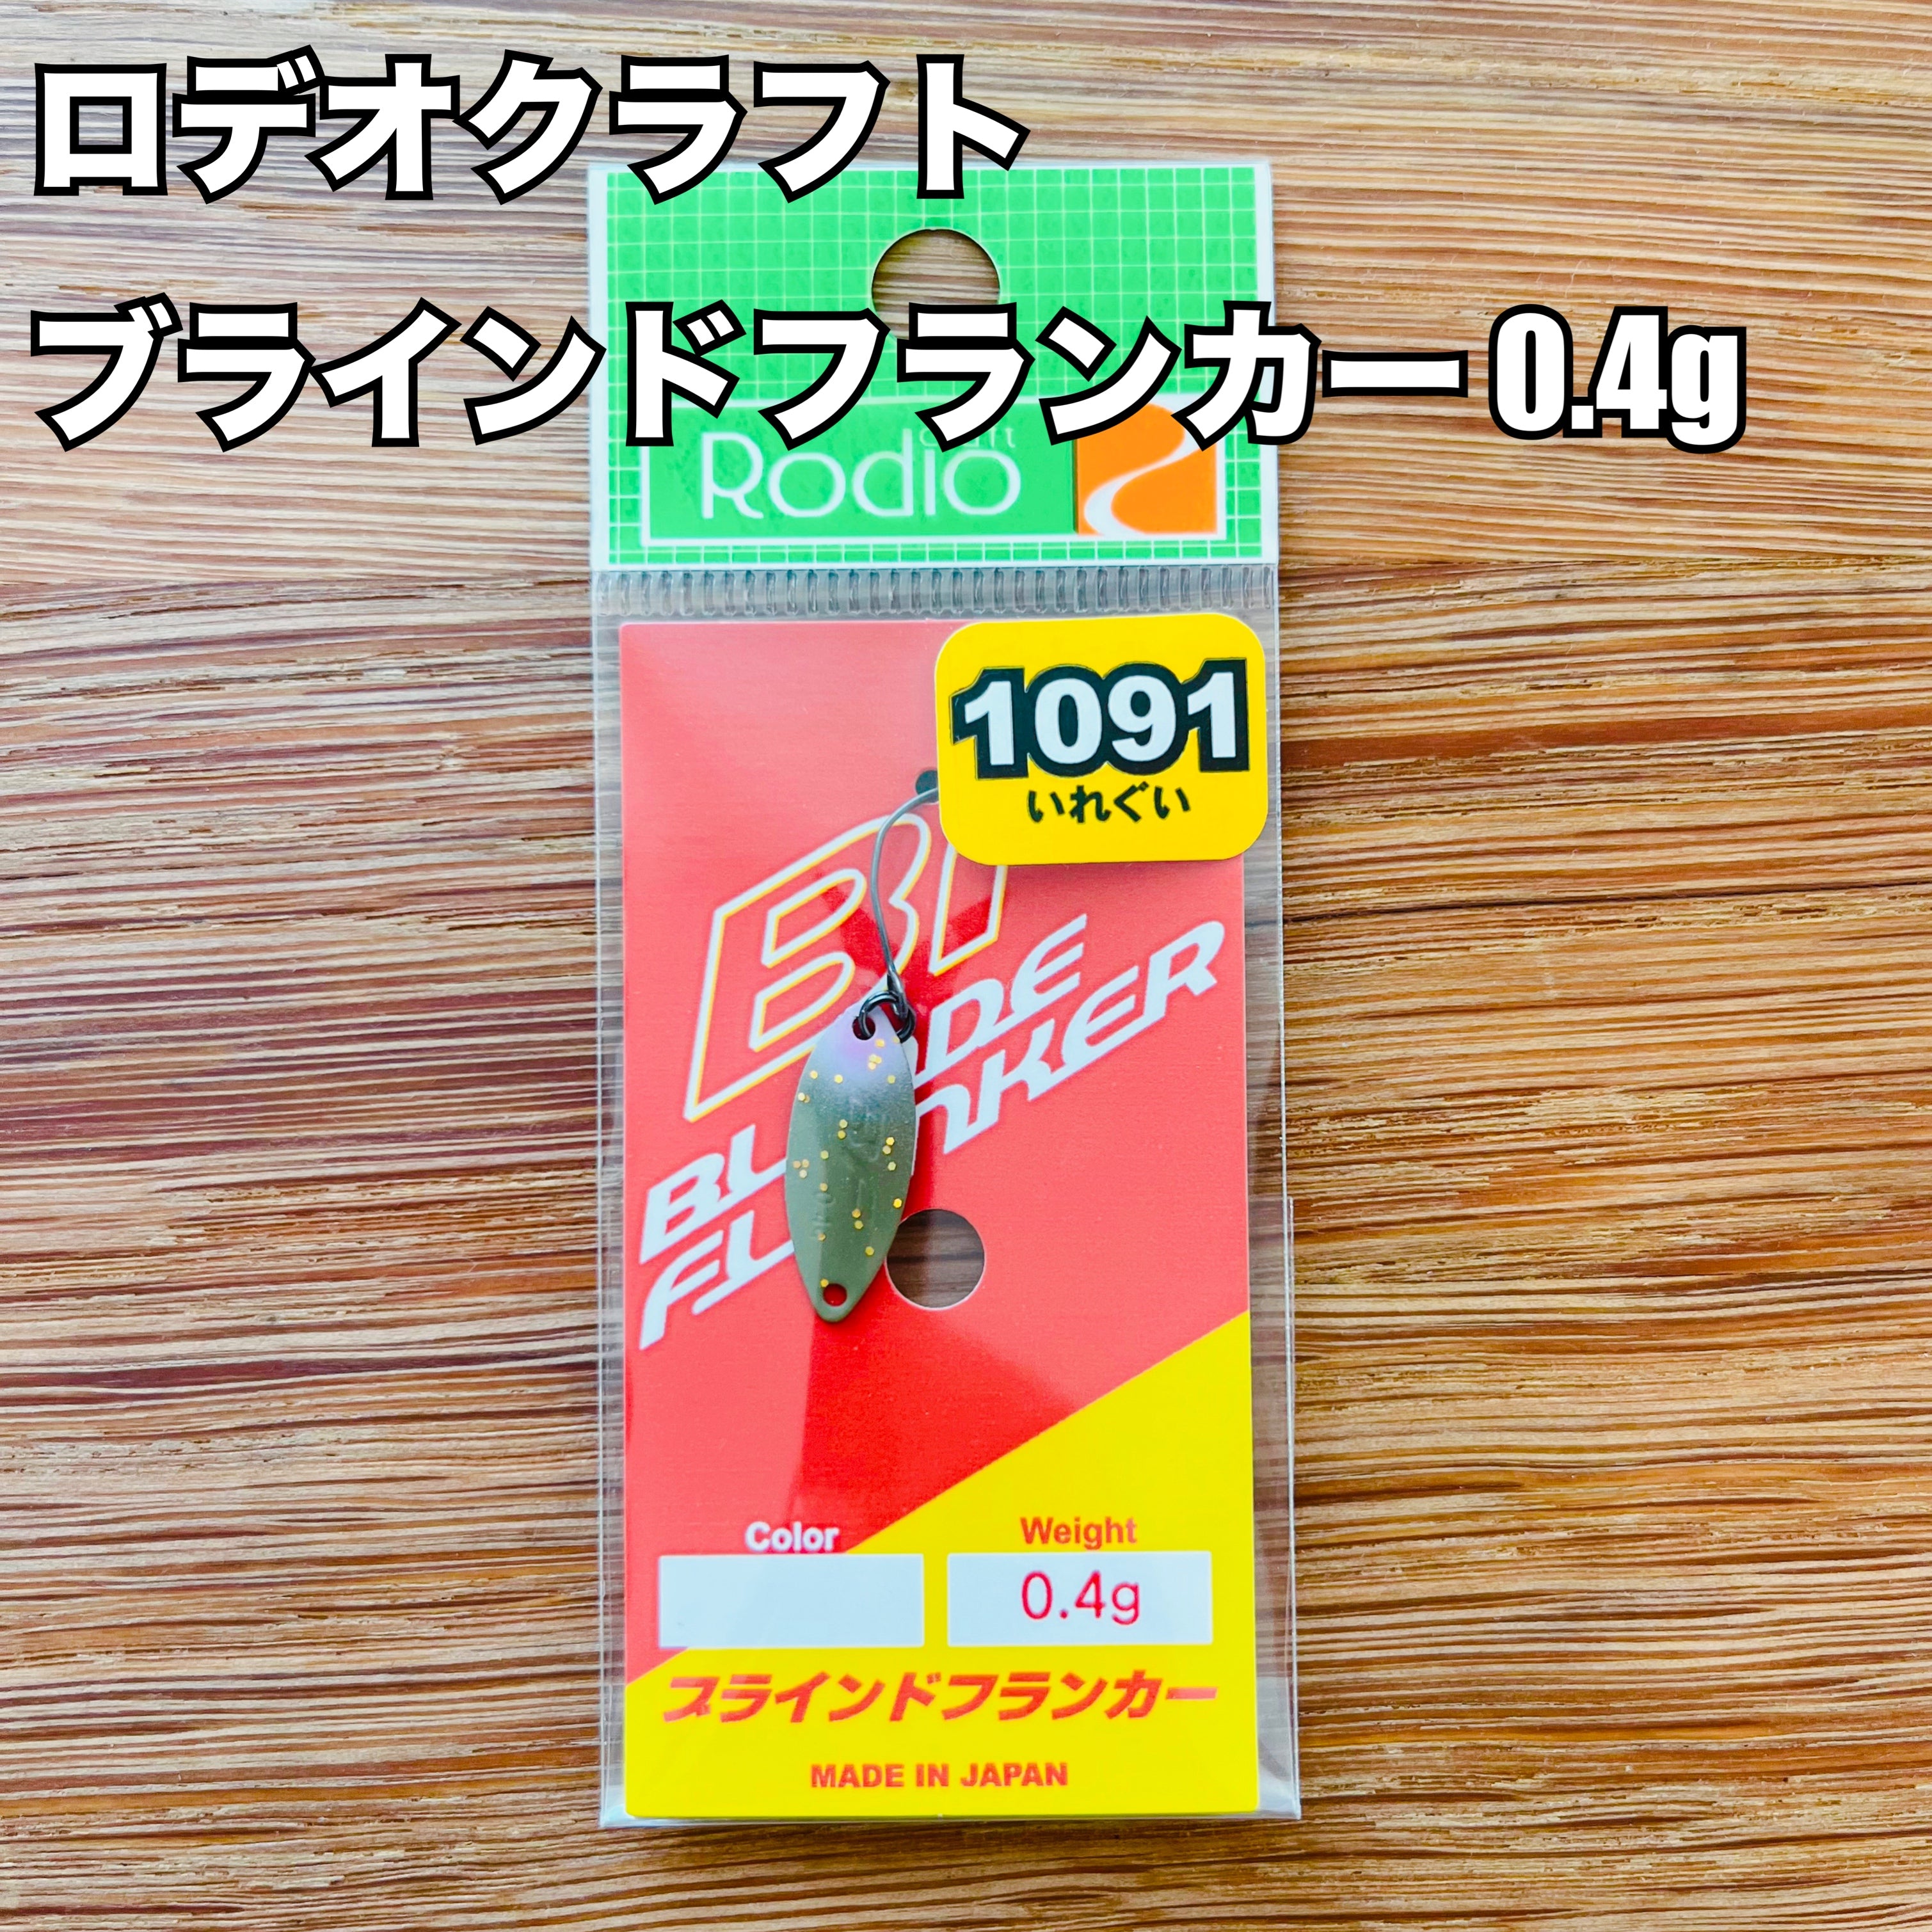 ロデオクラフト
ブラインドフランカー 0.4g
craft
Rodio
1091
いれぐい
BF
0.4g
Color
Weight
ブラインドフランカー
MADE IN JAPAN